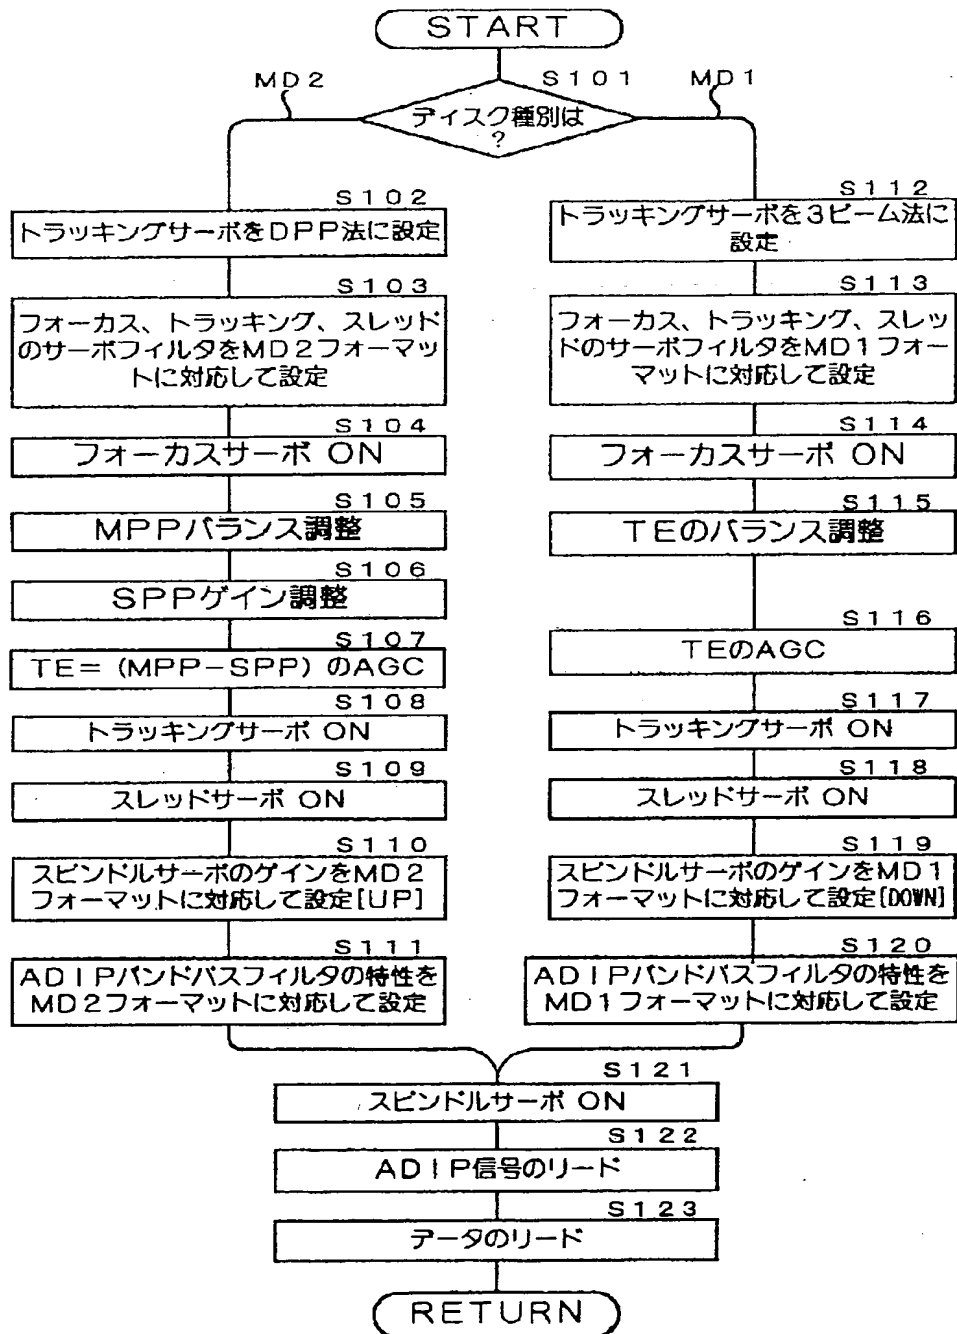 START
S101
MD2
MD1
ディスク種別は
?
S102
トラッキングサーボをDPP法に設定
S103
フォーカス、トラッキング、スレッド
のサーボフィルタをMD2フォーマッ
トに対応して設定
S104
フォーカスサーボ ON
S105
MPPバランス調整
S106
SPPゲイン調整
S107
TE=(MPP-SPP)のAGC
S108
トラッキングサーボ ON
S109
スレッドサーボ ON
S110
スピンドルサーボのゲインをMD2
フォーマットに対応して設定[UP]
S111
ADIPバンドパスフィルタの特性を
MD2フォーマットに対応して設定
S112
トラッキングサーボを3ビーム法に
設定
S113
フォーカス、トラッキング、スレッ
ドのサーボフィルタをMD1フォー
マットに対応して設定
S114
フォーカスサーボ ON
S115
TEのバランス調整
S116
TEのAGC
S117
トラッキングサーボ ON
S118
スレッドサーボ ON
S119
スピンドルサーボのゲインをMD1
フォーマットに対応して設定[DOWN]
S120
ADIPバンドパスフィルタの特性を
MD1フォーマットに対応して設定
S121
スピンドルサーボ ON
S122
ADIP信号のリード
S123
データのリード
RETURN